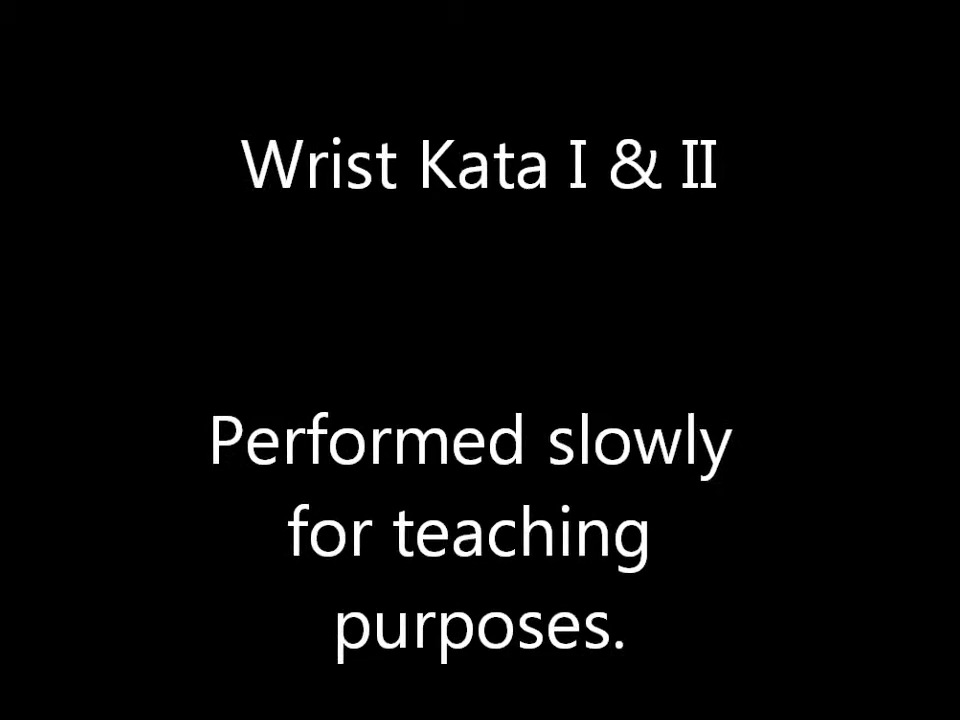 Wrist Kata I & II
Performed slowly
for teaching
purposes.